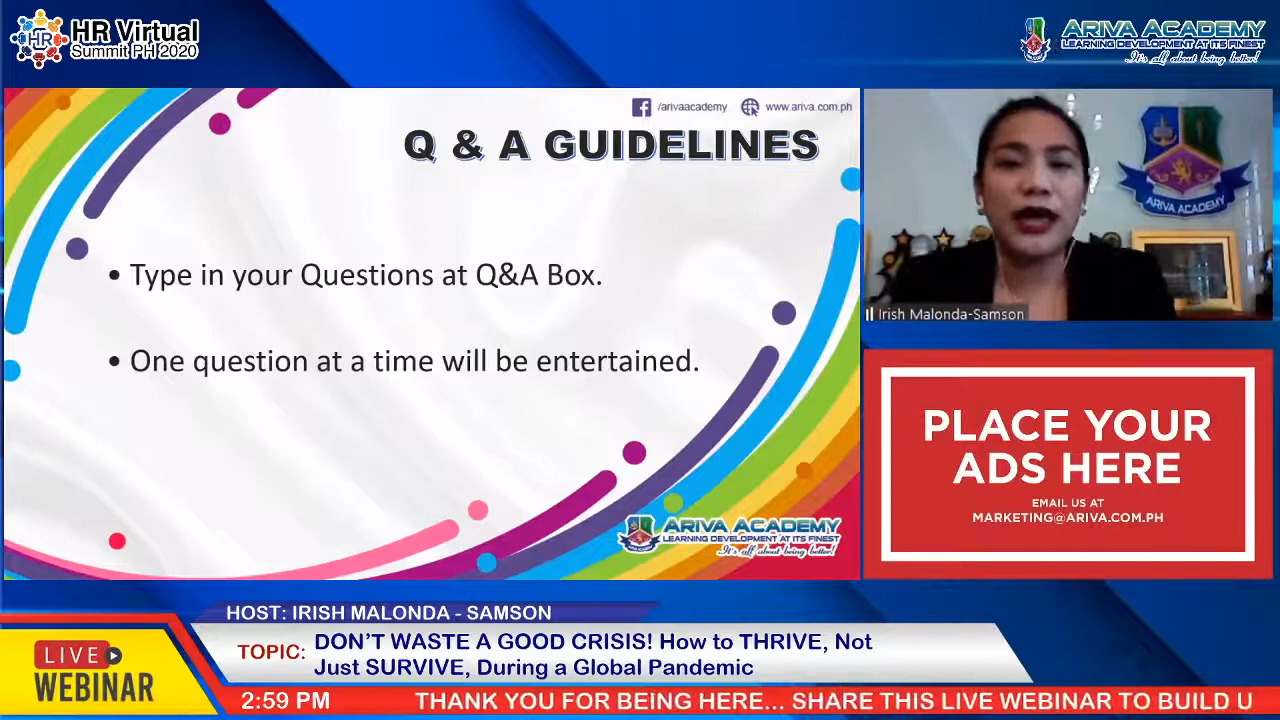 HR
HR Virtual
Summit PH 2020
ARIVA ACADEMY
LEARNING DEVELOPMENT AT ITS FINEST
It's all about being better!
/arivaacademy
www.ariva.com.ph
Q & A GUIDELINES
• Type in your Questions at Q&A Box.
• One question at a time will be entertained.
ARIVA ACADEMY
LEARNING DEVELOPMENT AT ITS FINEST
It's all about being better!
ARIVA ACADEMY
Irish Malonda-Samson
PLACE YOUR
ADS HERE
EMAIL US AT
MARKETING@ARIVA.COM.PH
HOST: IRISH MALONDA - SAMSON
TOPIC:
DON'T WASTE A GOOD CRISIS! How to THRIVE, Not
Just SURVIVE, During a Global Pandemic
LIVE
WEBINAR
2:59 PM
THANK YOU FOR BEING HERE... SHARE THIS LIVE WEBINAR TO BUILD U